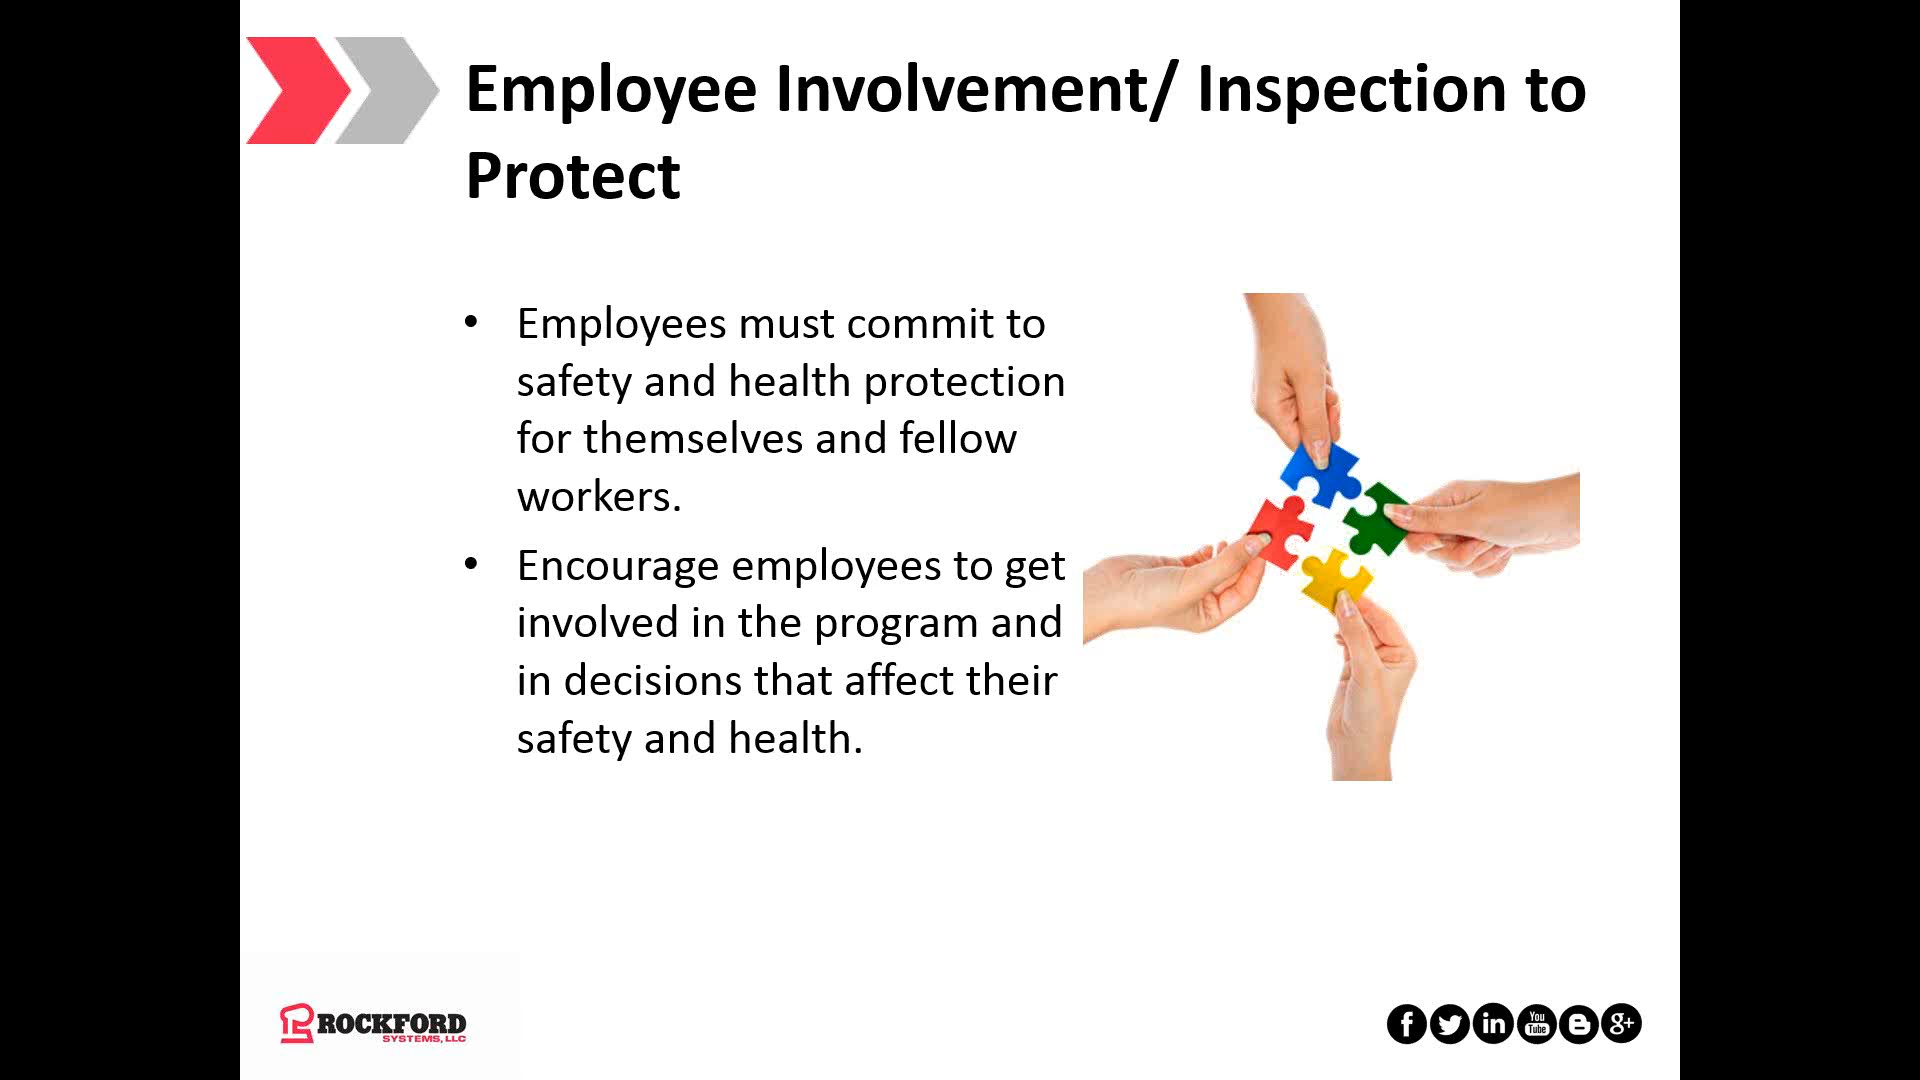 Employee Involvement/ Inspection to
Protect
• Employees must commit to
safety and health protection
for themselves and fellow
workers.
• Encourage employees to get
involved in the program and
in decisions that affect their
safety and health.
ROCKFORD
SYSTEMS, LLC
f in You Tube B g+